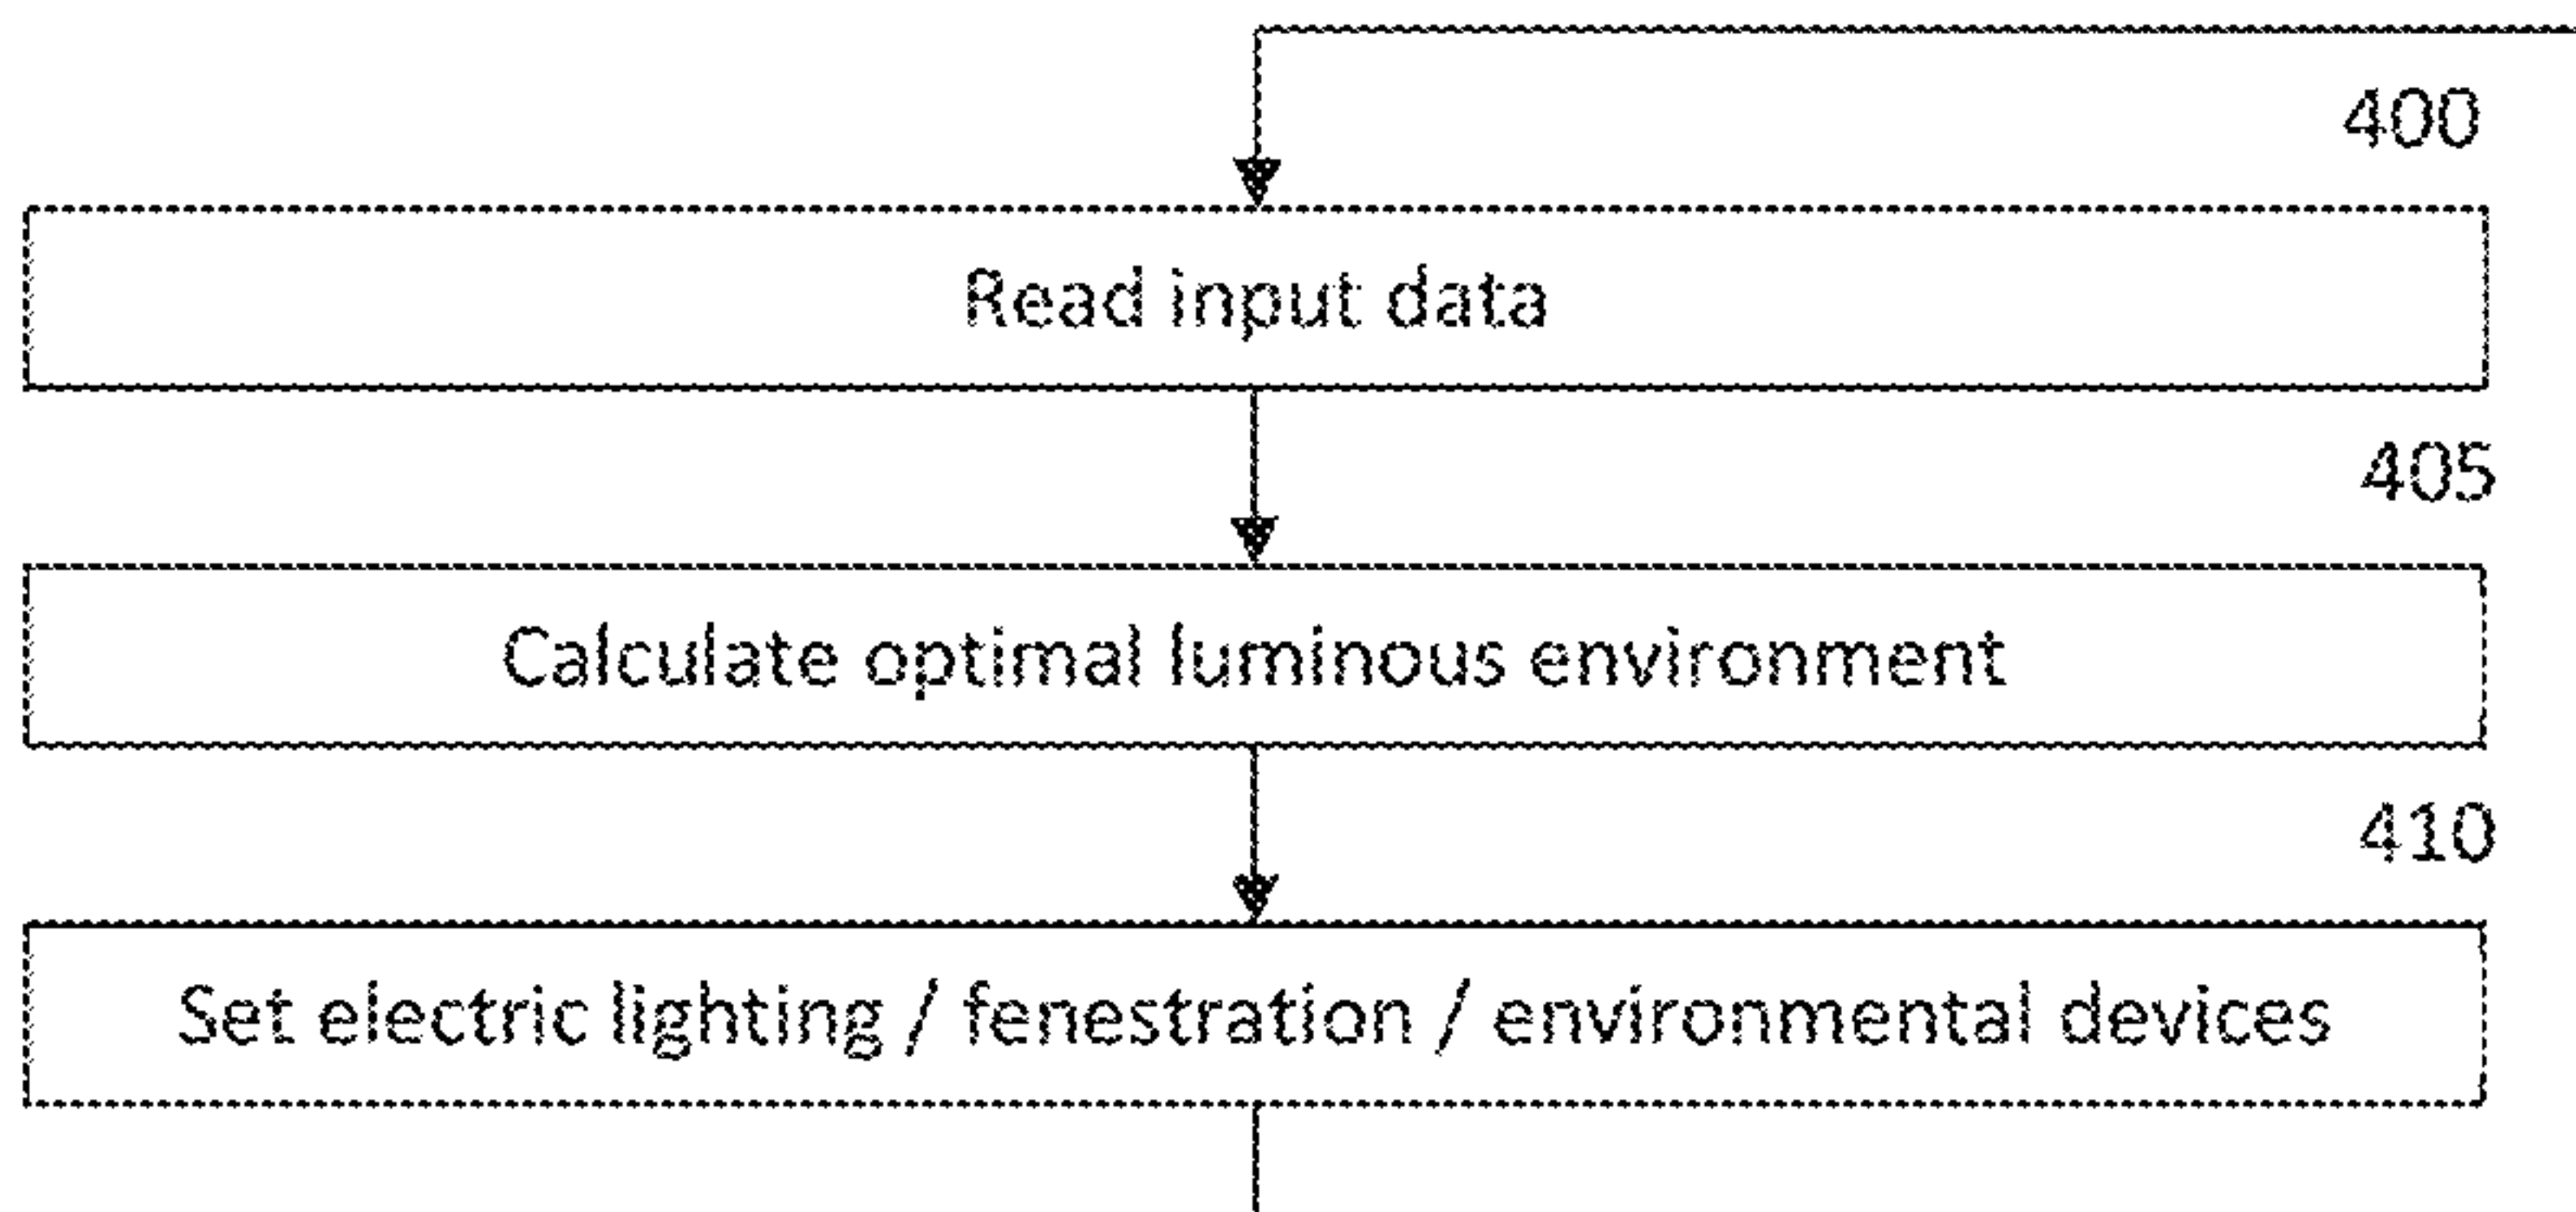 400
Read input data
405
Calculate optimal luminous environment
410
Set electric lighting / fenestration / environmental devices